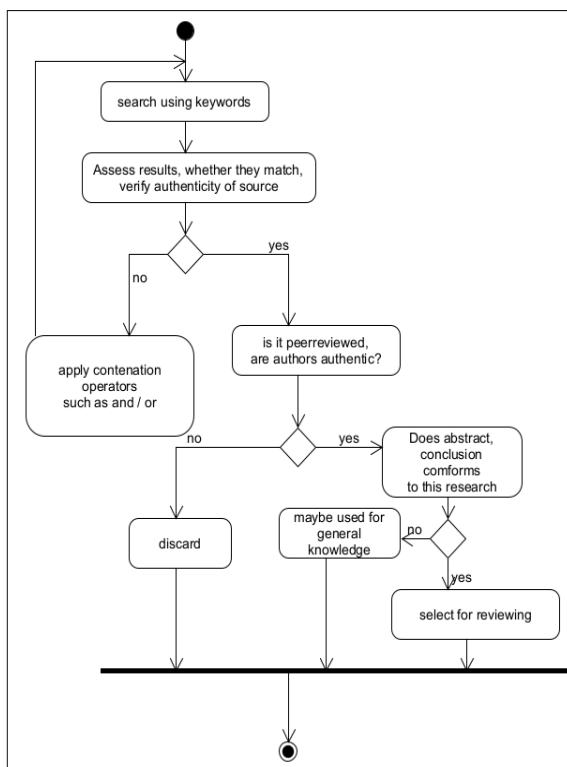 search using keywords
Assess results, whether they match,
verify authenticity of source
yes
no
is it peerreviewed,
are authors authentic?
apply contenation
operators
such as and / or
no
yes
Does abstract,
conclusion
comforms
to this research
maybe used for
general
knowledge
no
discard
yes
select for reviewing